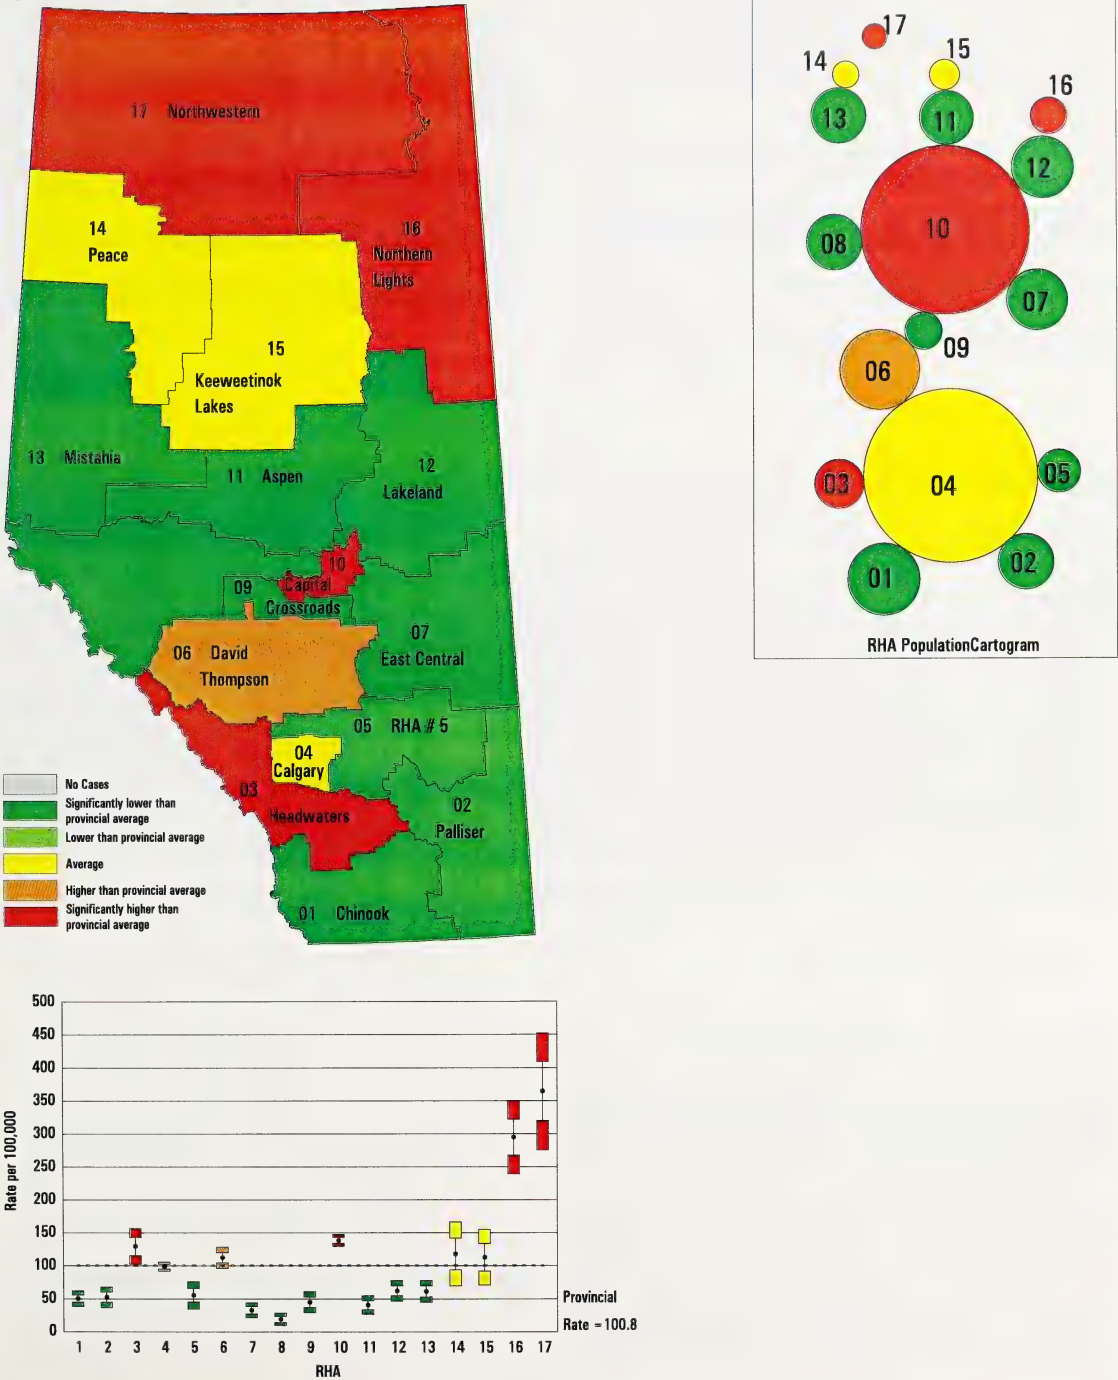 17 Northwestern
14
Peace
16
Northern
Lights
15
Keeweetinok
Lakes
13 Mistahia
11 Aspen
12
Lakeland
10
Capital
09
Crossroads
07
East Central
06 David
Thompson
05 RHA # 5
04
Calgary
03
Headwaters
02
Palliser
01 Chinook
No Cases
Significantly lower than
provincial average
Lower than provincial average
Average
Higher than provincial average
Significantly higher than
provincial average
17
14
15
16
13
11
12
10
08
07
09
06
03
04
05
01
02
RHA PopulationCartogram
500
450
400
350
300
250
200
150
100
50
0
Rate per 100,000
Provincial
Rate = 100.8
1 2 3 4 5 6 7 8 9 10 11 12 13 14 15 16 17
RHA